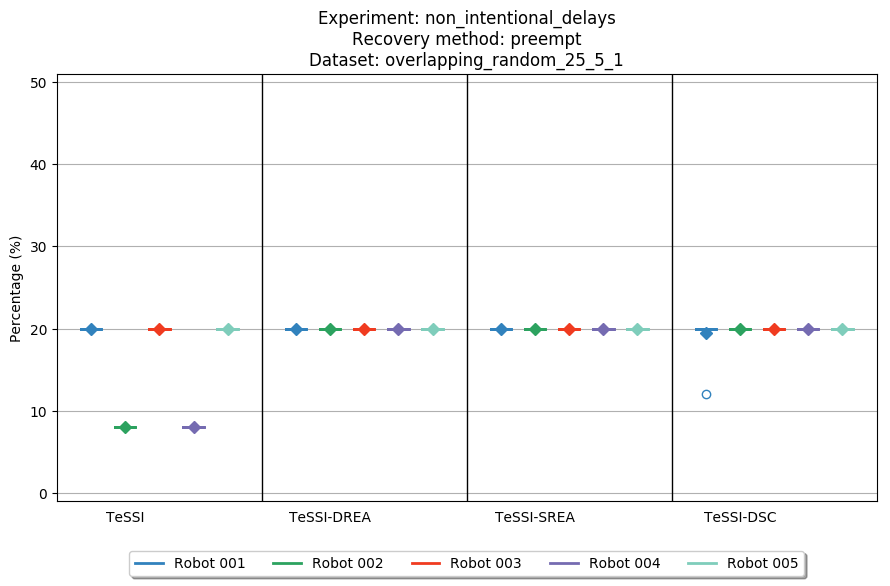 Experiment: non_intentional_delays
Recovery method: preempt
Dataset: overlapping_random_25_5_1
Percentage (%)
50
40
30
20
10
0
TeSSI TeSSI-DREA TeSSI-SREA TeSSI-DSC
Robot 001 Robot 002 Robot 003 Robot 004 Robot 005